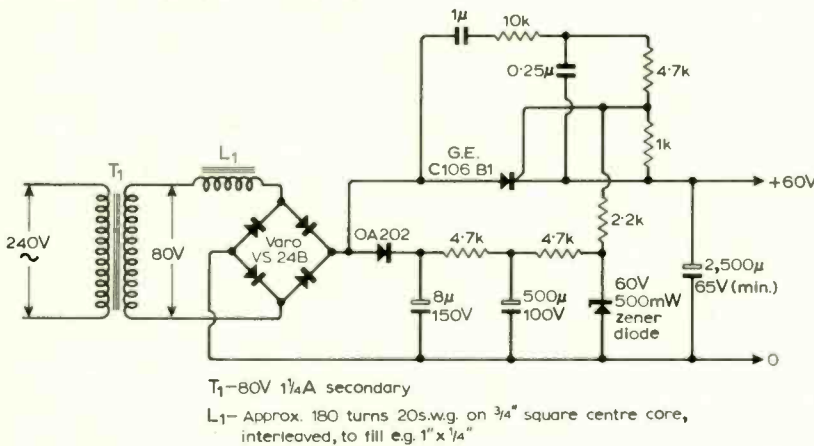 1μ
10k
0·25μ
4·7k
1k
G.E.
C106 B1
L₁
T₁
+60V
2·2k
240V
~
80V
Varo
VS 24B
OA202
4·7k
4·7k
8μ
150V
500μ
100V
60V
500mW
zener
diode
2,500μ
65V(min.)
0
T₁–80V 1¼A secondary
L₁– Approx. 180 turns 20s.w.g. on ³/₄" square centre core,
interleaved, to fill e.g. 1" x ¼"